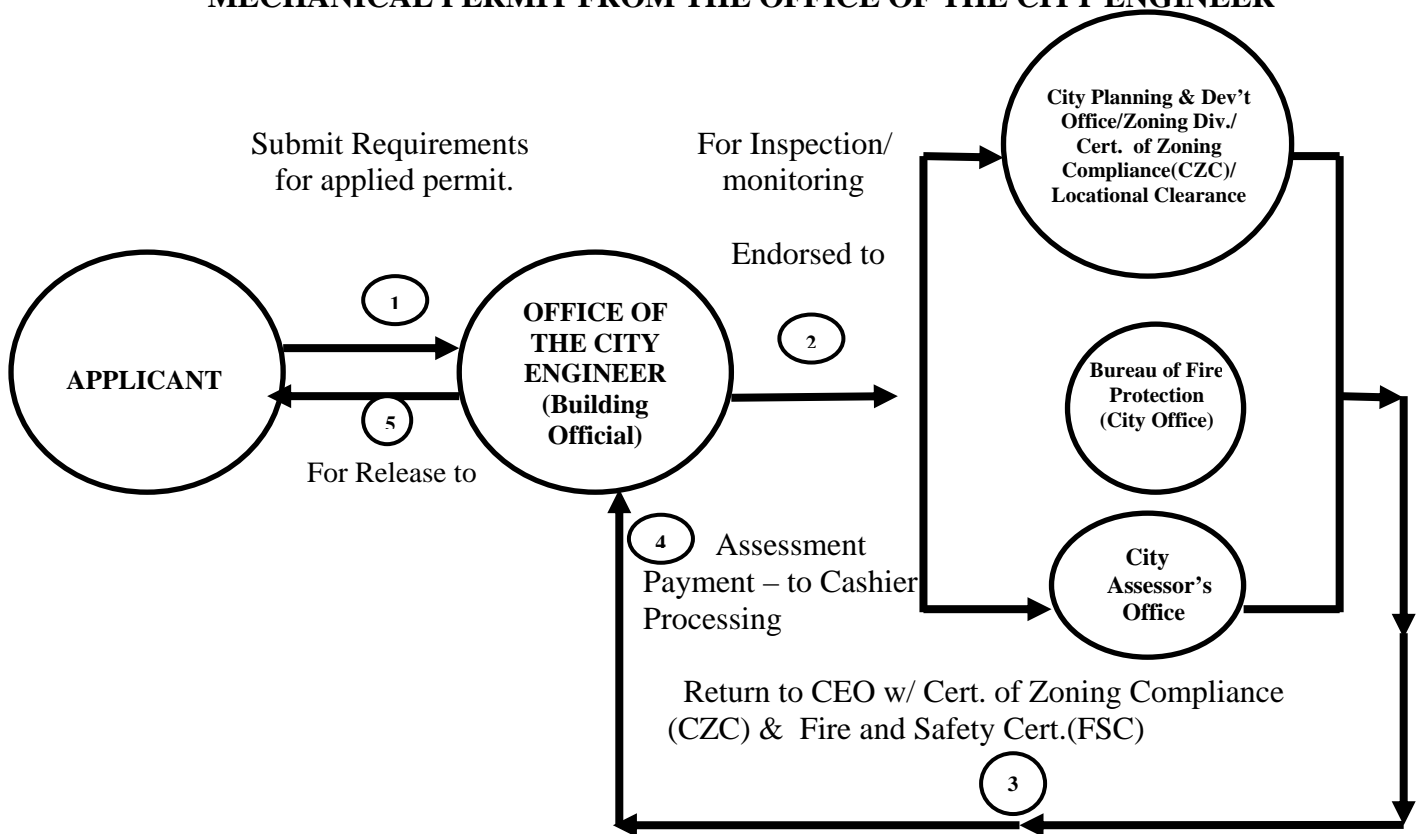 MECHANICAL PERMIT FROM THE OFFICE OF THE CITY ENGINEER
City Planning & Dev’t
Office/Zoning Div./
Cert. of Zoning
Compliance(CZC)/
Locational Clearance
Submit Requirements
for applied permit.
For Inspection/
monitoring
Endorsed to
1
2
APPLICANT
OFFICE OF
THE CITY
ENGINEER
(Building
Official)
Bureau of Fire
Protection
(City Office)
5
For Release to
4
Assessment
Payment – to Cashier
Processing
City
Assessor’s
Office
Return to CEO w/ Cert. of Zoning Compliance
(CZC) & Fire and Safety Cert.(FSC)
3